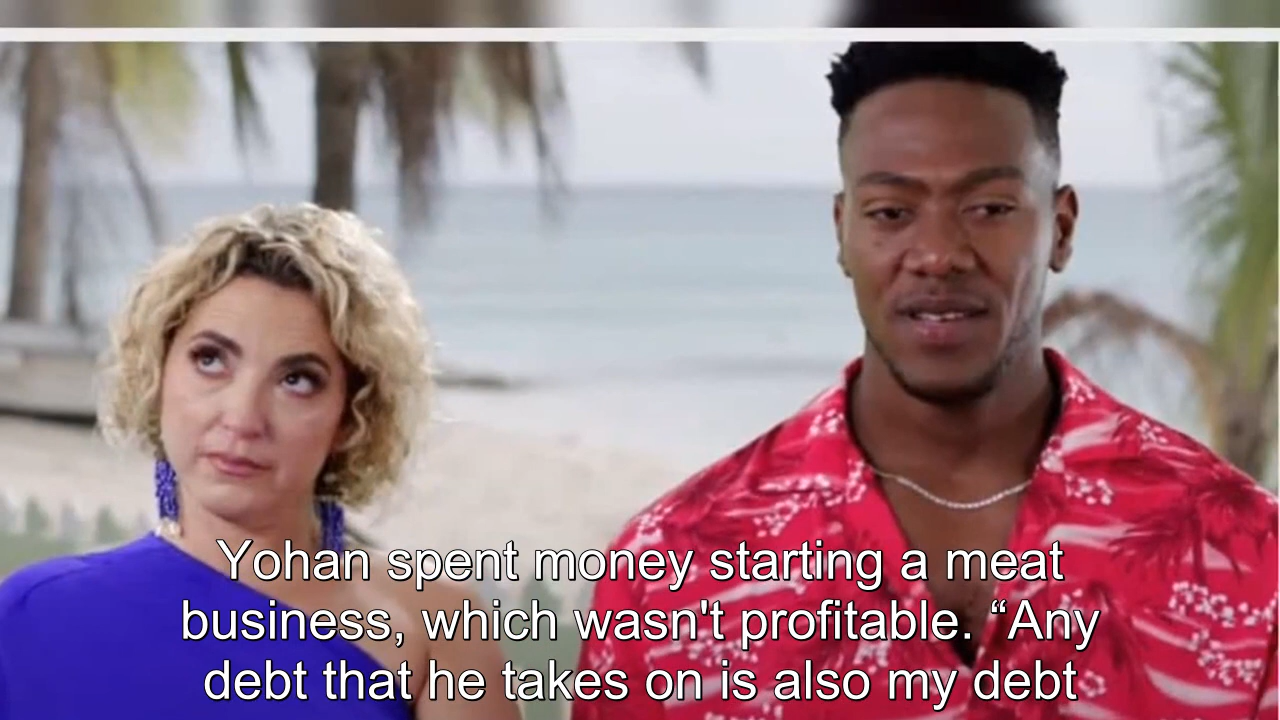 Yohan spent money starting a meat
business, which wasn't profitable. “Any
debt that he takes on is also my debt